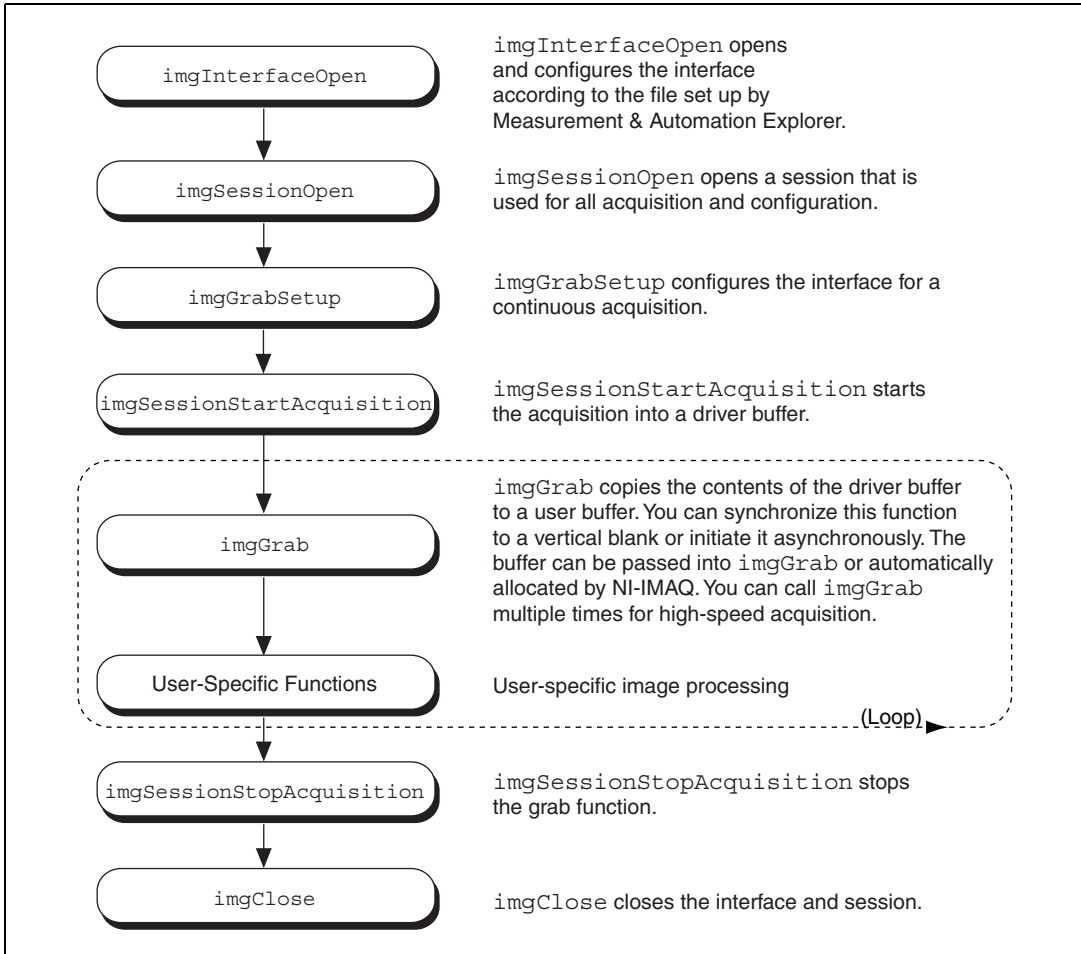 imgInterfaceOpen
imgInterfaceOpen opens
and configures the interface
according to the file set up by
Measurement & Automation Explorer.
imgSessionOpen
imgSessionOpen opens a session that is
used for all acquisition and configuration.
imgGrabSetup
imgGrabSetup configures the interface for a
continuous acquisition.
imgSessionStartAcquisition
imgSessionStartAcquisition starts
the acquisition into a driver buffer.
imgGrab
imgGrab copies the contents of the driver buffer
to a user buffer. You can synchronize this function
to a vertical blank or initiate it asynchronously. The
buffer can be passed into imgGrab or automatically
allocated by NI-IMAQ. You can call imgGrab
multiple times for high-speed acquisition.
User-Specific Functions
User-specific image processing
(Loop)
imgSessionStopAcquisition
imgSessionStopAcquisition stops
the grab function.
imgClose
imgClose closes the interface and session.